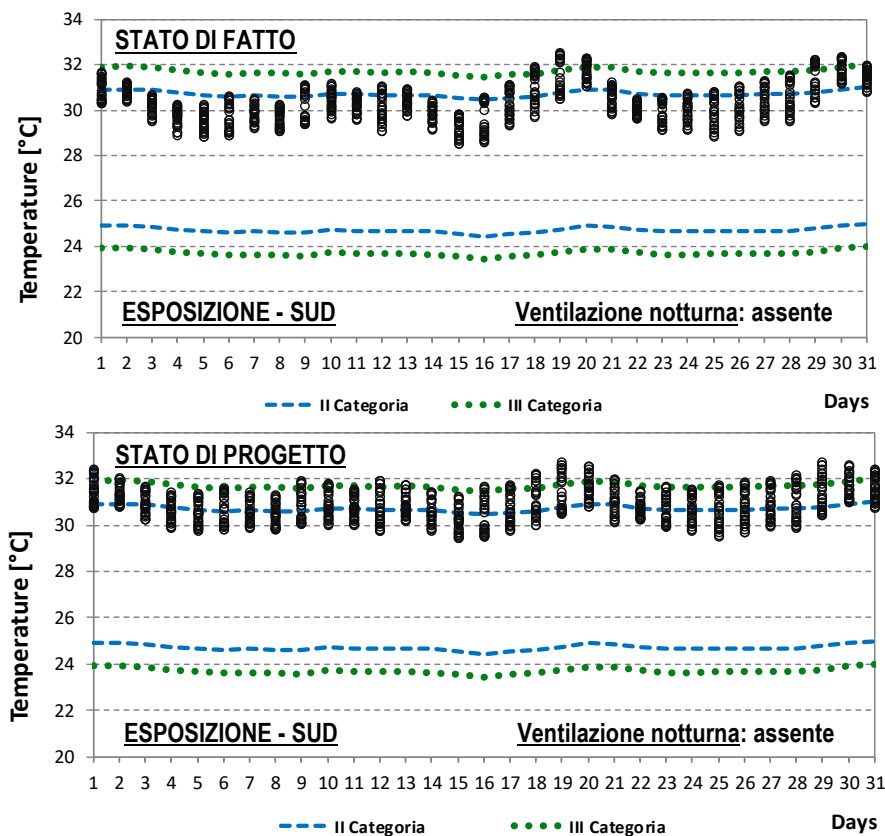 34
STATO DI FATTO
32
30
28
26
24
22
ESPOSIZIONE - SUD Ventilazione notturna: assente
20
Temperature [°C]
1 2 3 4 5 6 7 8 9 10 11 12 13 14 15 16 17 18 19 20 21 22 23 24 25 26 27 28 29 30 31
II Categoria III Categoria Days
34
STATO DI PROGETTO
32
30
28
26
24
22
ESPOSIZIONE - SUD Ventilazione notturna: assente
20
Temperature [°C]
1 2 3 4 5 6 7 8 9 10 11 12 13 14 15 16 17 18 19 20 21 22 23 24 25 26 27 28 29 30 31
II Categoria III Categoria Days